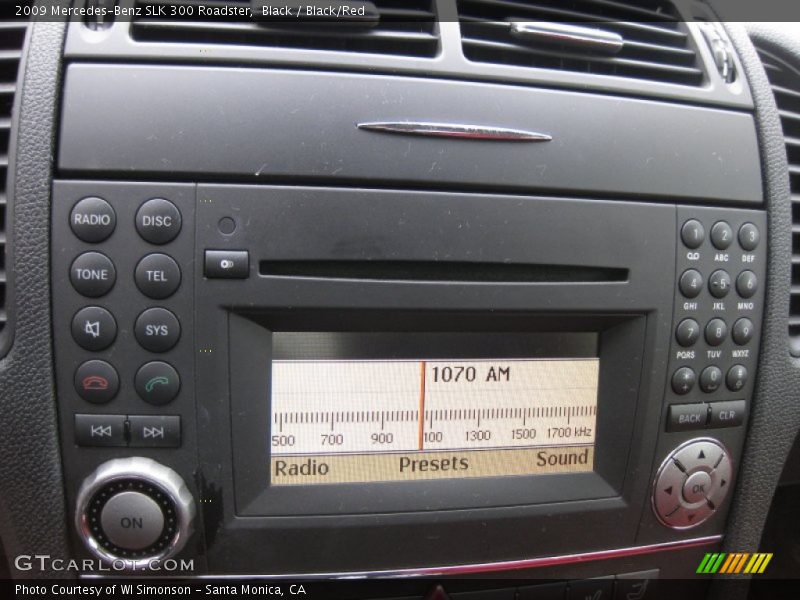 2009 Mercedes-Benz SLK 300 Roadster, Black / Black/Red
RADIO DISC
TONE TEL
SYS
ON
1070 AM
500 700 900 100 1300 1500 1700 kHz
Radio Presets Sound
1 2 3
ABC DEF
4 5 6
GHI JKL MNO
7 8 9
PQRS TUV WXYZ
* 0 #
BACK CLR
OK
GTCarLot.com
Photo Courtesy of WI Simonson - Santa Monica, CA